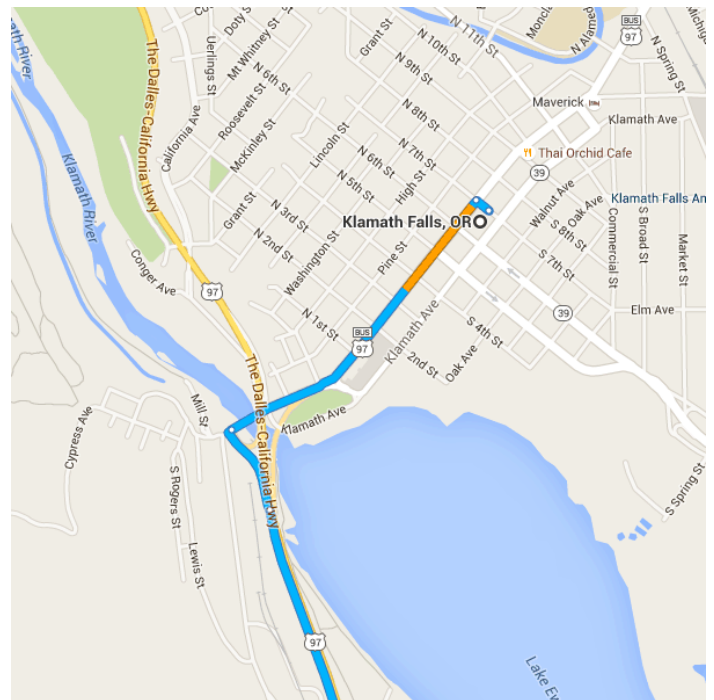 Klamath River
The Dalles-California Hwy
Uerlings St
Doty St
Mt Whitney St
N 6th St
Grant St
N 10th St
N 11th St
Moncl
N Alamed
BUS
97
N Spring St
Michig
N 9th St
N 8th St
Maverick
California Ave
Roosevelt St
McKinley St
Lincoln St
N 7th St
N 6th St
High St
Klamath Ave
Thai Orchid Cafe
39
Klamath River
Grant St
N 5th St
N 3rd St
N 2nd St
Washington St
Pine St
Klamath Falls, OR
Walnut Ave
Oak Ave
Klamath Falls Am
S 8th St
S 7th St
Commercial St
S Broad St
Market St
Conger Ave
97
N 1st St
BUS
97
Klamath Ave
S 4th St
2nd St
Oak Ave
39
Elm Ave
The Dalles-California Hwy
Mill St
Klamath Ave
Cypress Ave
S Rogers St
Lewis St
S Spring St
97
Lake Ew